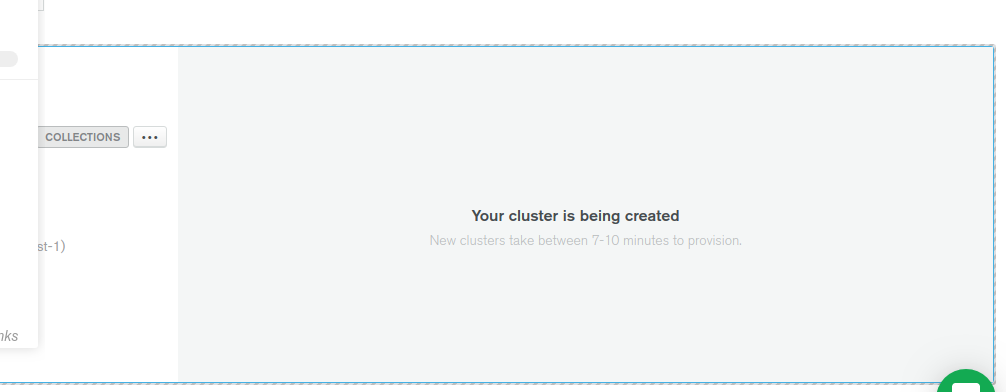 COLLECTIONS
Your cluster is being created
New clusters take between 7-10 minutes to provision.
st-1)
nks